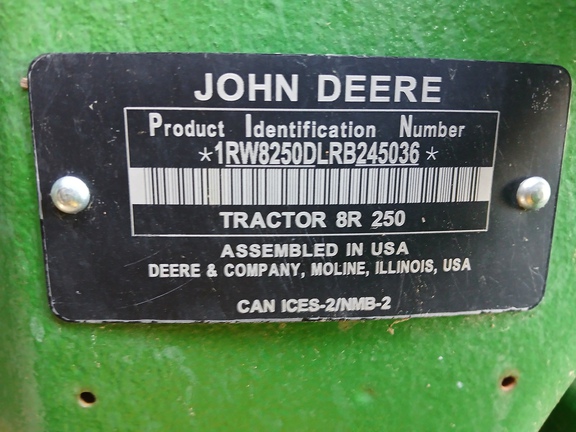 JOHN DEERE
Product Identification Number
*1RW8250DLRB245036*
TRACTOR 8R 250
ASSEMBLED IN USA
DEERE & COMPANY, MOLINE, ILLINOIS, USA
CAN ICES-2/NMB-2